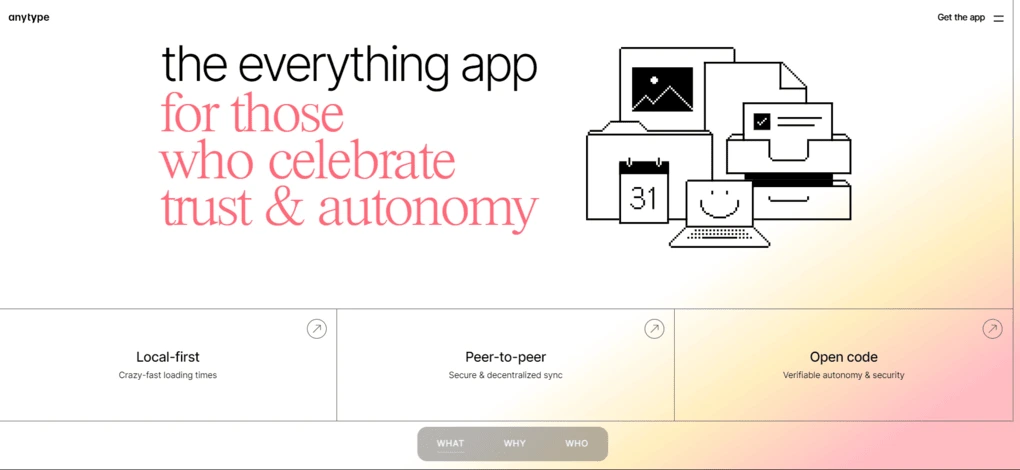 anytype
Get the app
the everything app
for those
who celebrate
trust & autonomy
31
Local-first
Crazy-fast loading times
Peer-to-peer
Secure & decentralized sync
Open code
Verifiable autonomy & security
WHAT
WHY
WHO